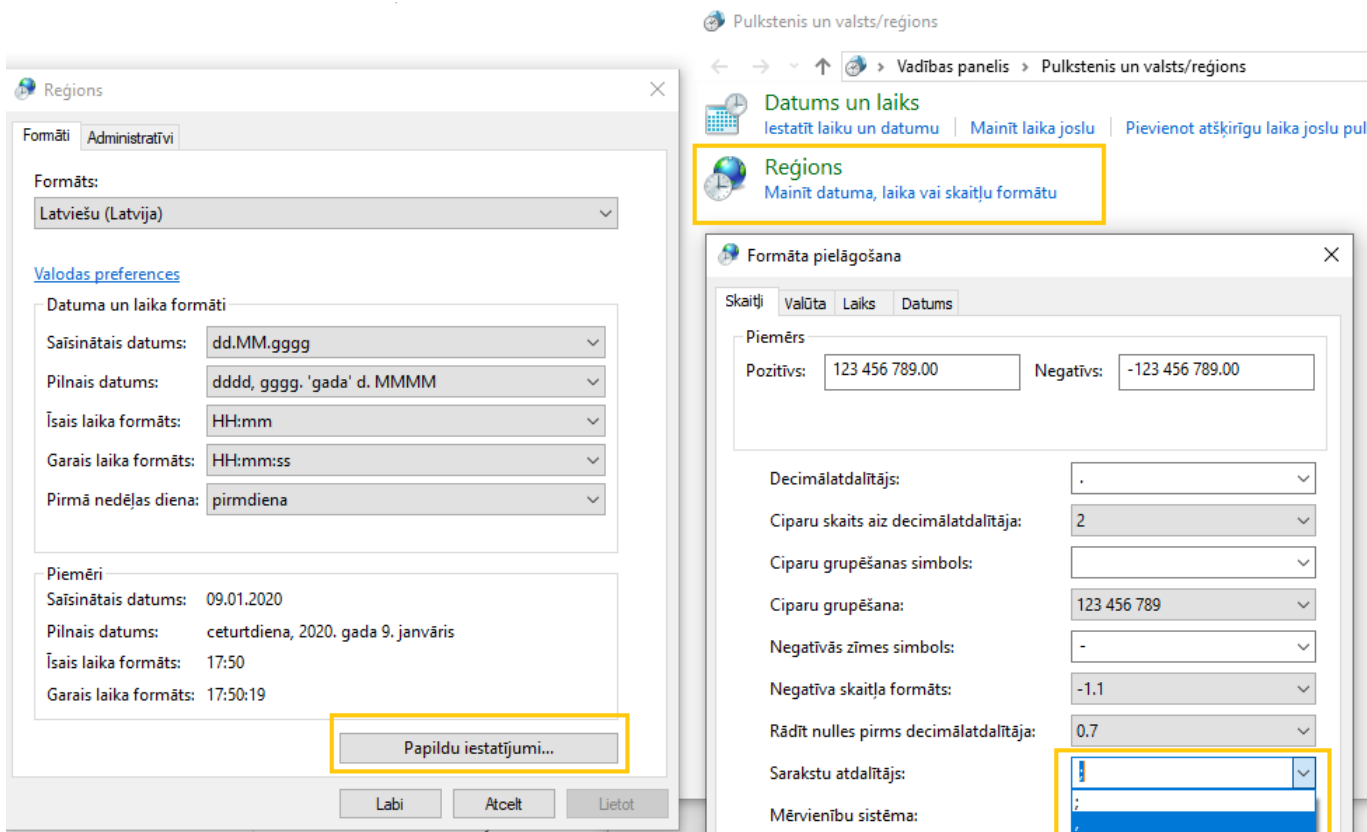 Reģions
Formāti
Administratīvi
Formāts:
Latviešu (Latvija)
Valodas preferences
Datuma un laika formāti
Saīsinātais datums: dd.MM.gggg
Pilnais datums: dddd, gggg. 'gada' d. MMMM
Īsais laika formāts: HH:mm
Garais laika formāts: HH:mm:ss
Pirmā nedēļas diena: pirmdiena
Piemēri
Saīsinātais datums: 09.01.2020
Pilnais datums: ceturtdiena, 2020. gada 9. janvāris
Īsais laika formāts: 17:50
Garais laika formāts: 17:50:19
Papildu iestatījumi...
Labi Atcelt Lietot
Pulkstenis un valsts/reģions
Vadības panelis › Pulkstenis un valsts/reģions
Datums un laiks
Iestatīt laiku un datumu Mainīt laika joslu Pievienot atšķirīgu laika joslu pul
Reģions
Mainīt datuma, laika vai skaitļu formātu
Formāta pielāgošana
Skaitļi Valūta Laiks Datums
Piemērs
Pozitīvs: 123 456 789.00 Negatīvs: -123 456 789.00
Decimālatdalītājs: .
Ciparu skaits aiz decimālatdalītāja: 2
Ciparu grupēšanas simbols:
Ciparu grupēšana: 123 456 789
Negatīvās zīmes simbols: -
Negatīva skaitļa formāts: -1.1
Rādīt nulles pirms decimālatdalītāja: 0.7
Sarakstu atdalītājs: ;
;
Mērvienību sistēma: